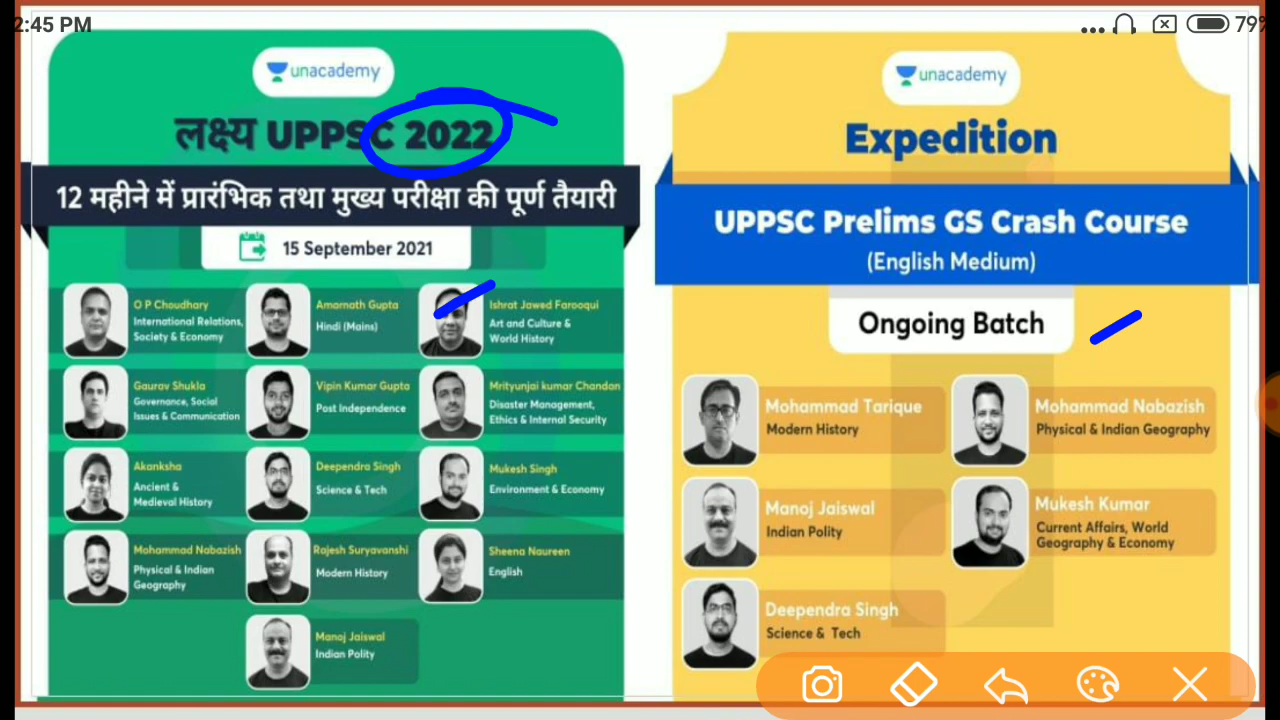 2:45 PM
79%
unacademy
लक्ष्य UPPSC 2022
12 महीने में प्रारंभिक तथा मुख्य परीक्षा की पूर्ण तैयारी
15 September 2021
O P Choudhary
International Relations,
Society & Economy
Amarnath Gupta
Hindi (Mains)
Ishrat Jawed Farooqui
Art and Culture &
World History
Gaurav Shukla
Governance, Social
Issues & Communication
Vipin Kumar Gupta
Post Independence
Mrityunjai kumar Chandan
Disaster Management,
Ethics & Internal Security
Akanksha
Ancient &
Medieval History
Deependra Singh
Science & Tech
Mukesh Singh
Environment & Economy
Mohammad Nabazish
Physical & Indian
Geography
Rajesh Suryavanshi
Modern History
Sheena Naureen
English
Manoj Jaiswal
Indian Polity
unacademy
Expedition
UPPSC Prelims GS Crash Course
(English Medium)
Ongoing Batch
Mohammad Tarique
Modern History
Mohammad Nabazish
Physical & Indian Geography
Manoj Jaiswal
Indian Polity
Mukesh Kumar
Current Affairs, World
Geography & Economy
Deependra Singh
Science & Tech